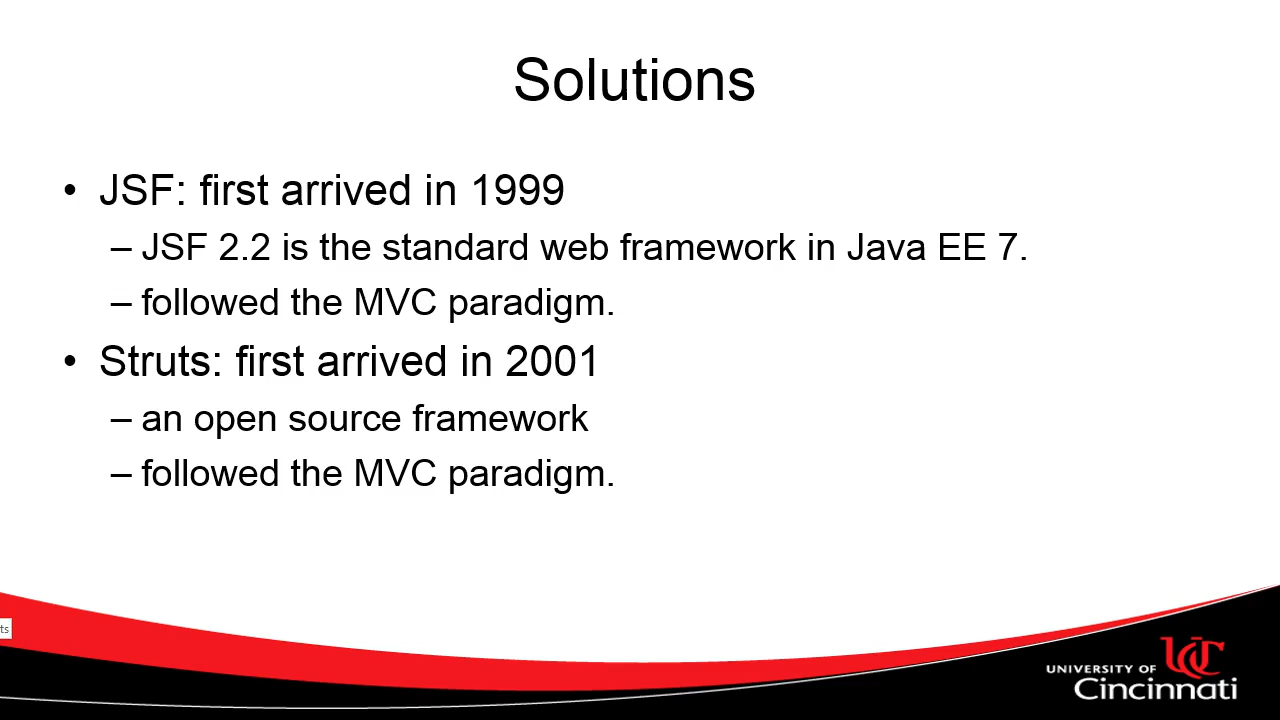 Solutions
• JSF: first arrived in 1999
– JSF 2.2 is the standard web framework in Java EE 7.
– followed the MVC paradigm.
• Struts: first arrived in 2001
– an open source framework
– followed the MVC paradigm.
ts
UNIVERSITY OF
UC
Cincinnati